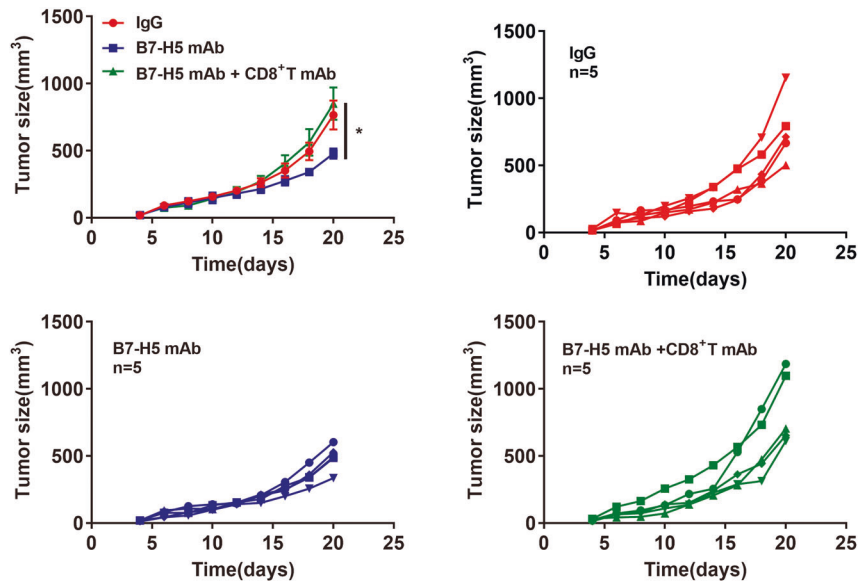 IgG
B7-H5 mAb
B7-H5 mAb + CD8⁺T mAb
*
Tumor size(mm³)
1500
1000
500
0
0 5 10 15 20 25
Time(days)
IgG
n=5
Tumor size(mm³)
1500
1000
500
0
0 5 10 15 20 25
Time(days)
B7-H5 mAb
n=5
Tumor size(mm³)
1500
1000
500
0
0 5 10 15 20 25
Time(days)
B7-H5 mAb +CD8⁺T mAb
n=5
Tumor size(mm³)
1500
1000
500
0
0 5 10 15 20 25
Time(days)